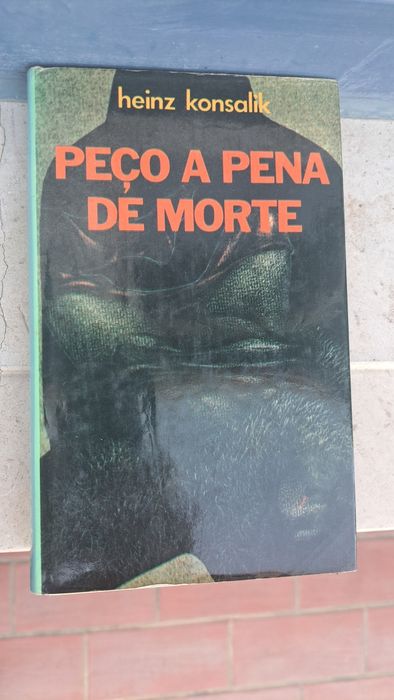 heinz konsalik
PEÇO A PENA
DE MORTE